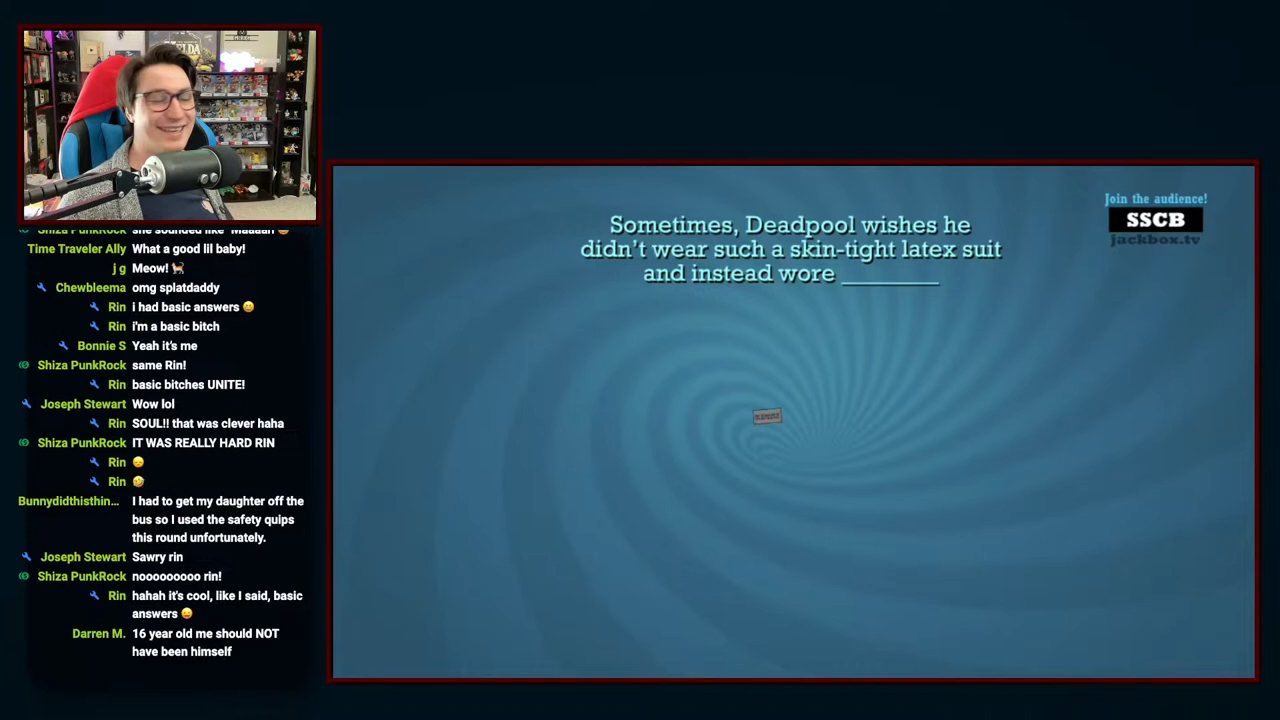 ZELDA
she sounded like "Maaaah 😄
Time Traveler Ally What a good lil baby!
j g Meow! 🐈
Chewbleema omg splatdaddy
Rin i had basic answers 😄
Rin i'm a basic bitch
Bonnie S Yeah it's me
Shiza PunkRock same Rin!
Rin basic bitches UNITE!
Joseph Stewart Wow lol
Rin SOUL!! that was clever haha
Shiza PunkRock IT WAS REALLY HARD RIN
Rin 😞
Rin 🤣
Bunnydidthisthin... I had to get my daughter off the
bus so I used the safety quips
this round unfortunately.
Joseph Stewart Sawry rin
Shiza PunkRock nooooooooo rin!
Rin hahah it's cool, like I said, basic
answers 😛
Darren M. 16 year old me should NOT
have been himself
Sometimes, Deadpool wishes he
didn't wear such a skin-tight latex suit
and instead wore ________
Join the audience!
SSCB
jackbox.tv